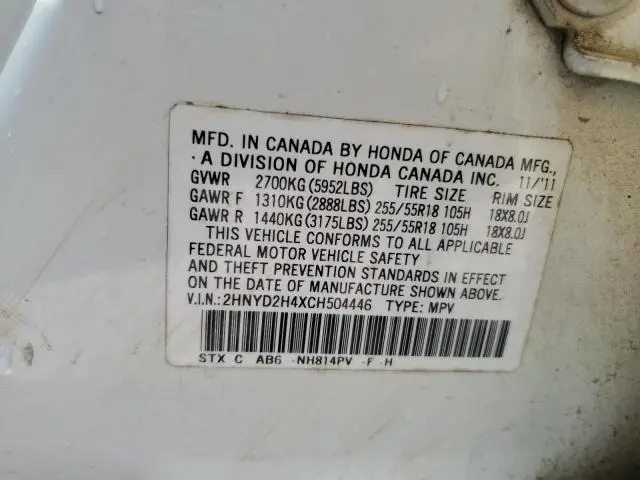 MFD. IN CANADA BY HONDA OF CANADA MFG.,
· A DIVISION OF HONDA CANADA INC. 11/'11
GVWR 2700KG(5952LBS) TIRE SIZE RIM SIZE
GAWR F 1310KG(2888LBS) 255/55R18 105H 18X8.0J
GAWR R 1440KG(3175LBS) 255/55R18 105H 18X8.0J
THIS VEHICLE CONFORMS TO ALL APPLICABLE
FEDERAL MOTOR VEHICLE SAFETY
AND THEFT PREVENTION STANDARDS IN EFFECT
ON THE DATE OF MANUFACTURE SHOWN ABOVE.
V.I.N.:2HNYD2H4XCH504446 TYPE: MPV
STX C AB6 -NH814PV -F -H